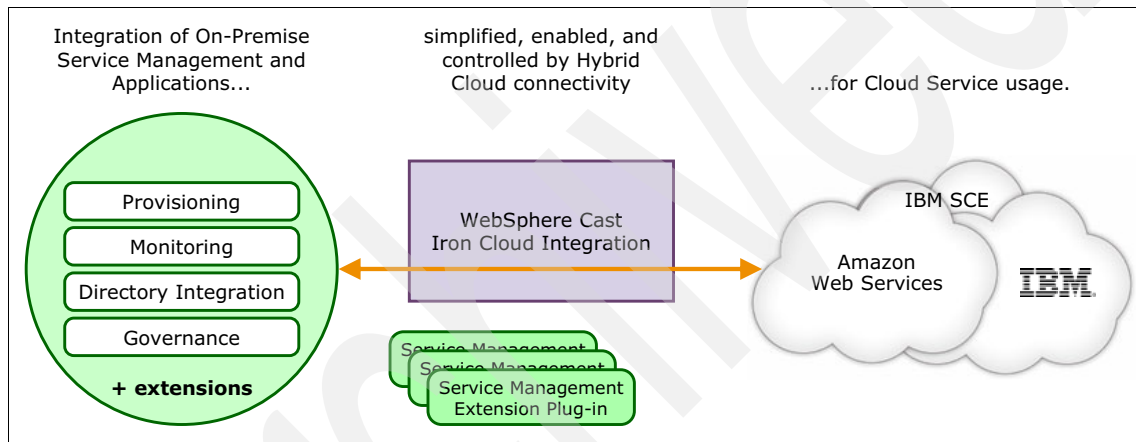 Integration of On-Premise
Service Management and
Applications...
simplified, enabled, and
controlled by Hybrid
Cloud connectivity
...for Cloud Service usage.
Provisioning
Monitoring
Directory Integration
Governance
+ extensions
WebSphere Cast
Iron Cloud Integration
Service Management
Service Management
Service Management
Extension Plug-in
IBM SCE
Amazon
Web Services
IBM.